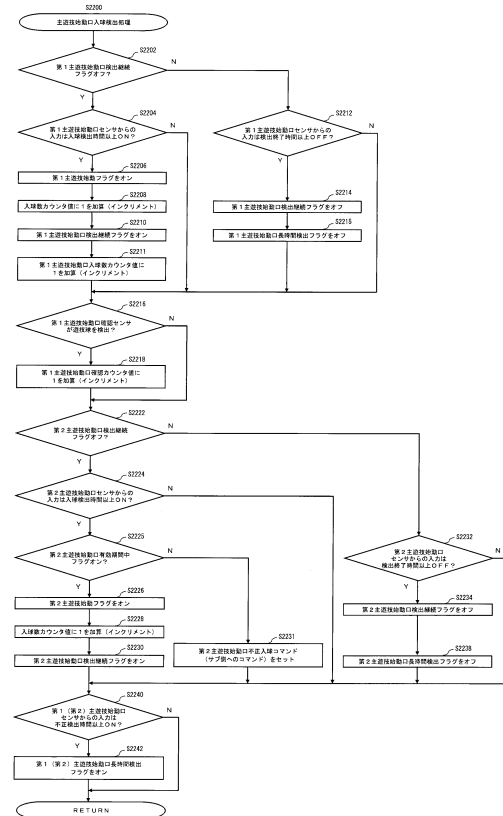 S2200
主遊技始動口入球検出処理
S2202
第1主遊技始動口検出継続
フラグオフ?
N
Y
S2204
第1主遊技始動口センサからの
入力は入球検出時間以上ON?
N
Y
S2212
第1主遊技始動口センサからの
入力は検出終了時間以上OFF?
N
Y
S2206
第1主遊技始動フラグをオン
S2208
入球数カウンタ値に1を加算(インクリメント)
S2210
第1主遊技始動口検出継続フラグをオン
S2211
第1主遊技始動口入球数カウンタ値に
1を加算(インクリメント)
S2214
第1主遊技始動口検出継続フラグをオフ
S2215
第1主遊技始動口長時間検出フラグをオフ
S2216
第1主遊技始動口確認センサ
が遊技球を検出?
N
Y
S2218
第1主遊技始動口確認カウンタ値に
1を加算(インクリメント)
S2222
第2主遊技始動口検出継続
フラグオフ?
N
Y
S2224
第2主遊技始動口センサからの
入力は入球検出時間以上ON?
N
Y
S2225
第2主遊技始動口有効期間中
フラグオン?
N
Y
S2232
第2主遊技始動口
センサからの入力は
検出終了時間以上OFF?
N
Y
S2226
第2主遊技始動フラグをオン
S2228
入球数カウンタ値に1を加算(インクリメント)
S2230
第2主遊技始動口検出継続フラグをオン
S2231
第2主遊技始動口不正入球コマンド
(サブ側へのコマンド)をセット
S2234
第2主遊技始動口検出継続フラグをオフ
S2238
第2主遊技始動口長時間検出フラグをオフ
S2240
第1(第2)主遊技始動口
センサからの入力は
不正検出時間以上ON?
N
Y
S2242
第1(第2)主遊技始動口長時間検出
フラグをオン
RETURN